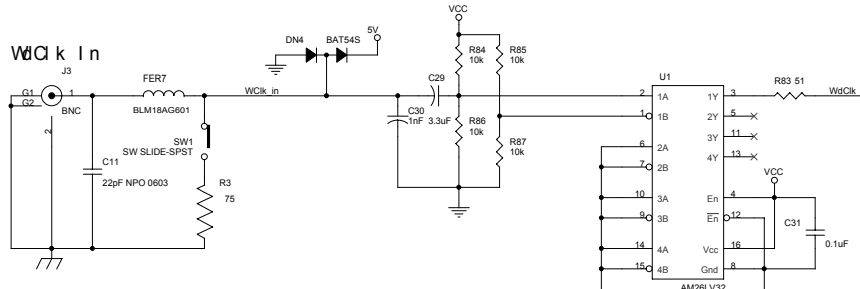 WdClk In
J3
G1
G2
1
BNC
2
FER7
BLM18AG601
C11
22pF NPO 0603
SW1
SW SLIDE-SPST
R3
75
WClk_in
DN4
BAT54S
5V
C30
1nF
C29
3.3uF
VCC
R84
10k
R85
10k
R86
10k
R87
10k
U1
2 1A 1Y 3
1 1B 2Y 5
6 2A 3Y 11
7 2B 4Y 13
10 3A En 4
9 3B En 12
14 4A Vcc 16
15 4B Gnd 8
AM26LV32
R83 51
WdClk
VCC
C31
0.1uF